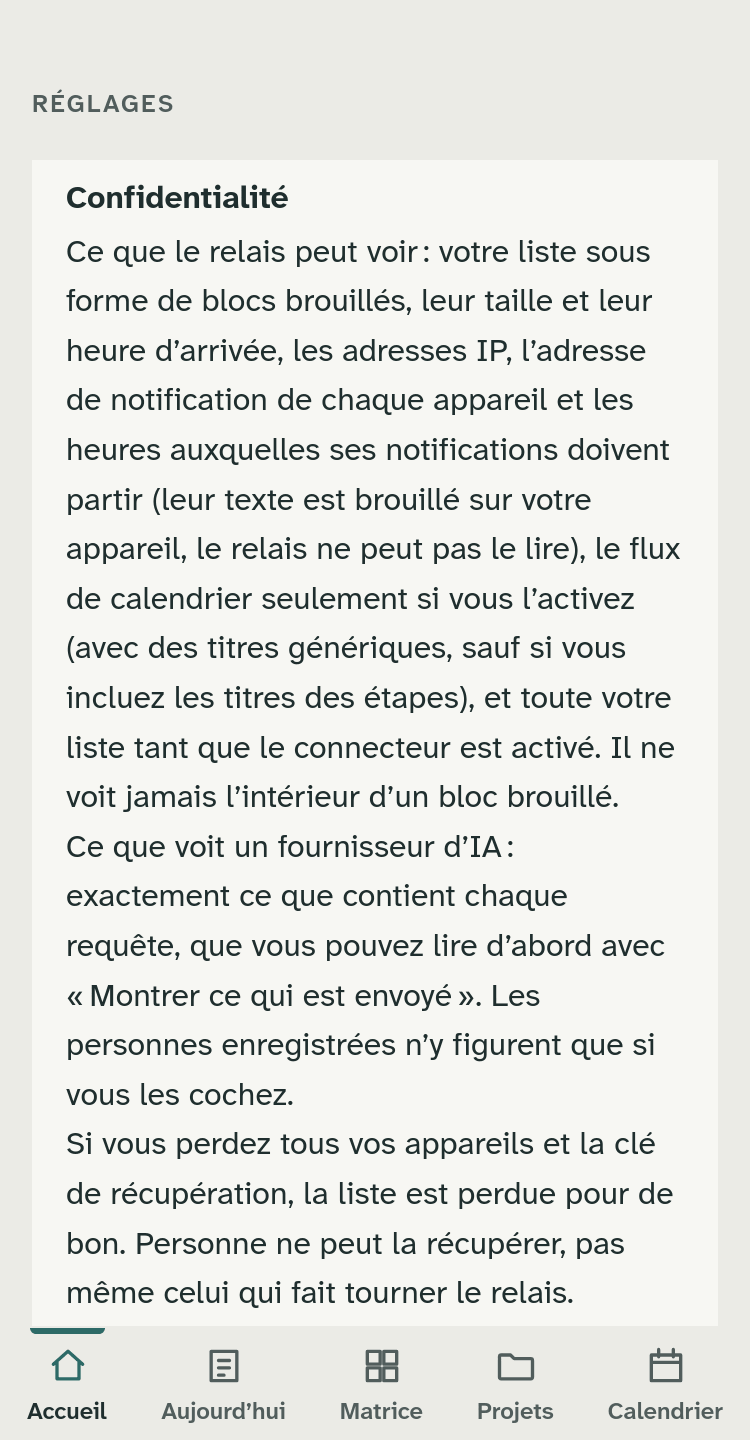 RÉGLAGES
Confidentialité
Ce que le relais peut voir : votre liste sous
forme de blocs brouillés, leur taille et leur
heure d’arrivée, les adresses IP, l’adresse
de notification de chaque appareil et les
heures auxquelles ses notifications doivent
partir (leur texte est brouillé sur votre
appareil, le relais ne peut pas le lire), le flux
de calendrier seulement si vous l’activez
(avec des titres génériques, sauf si vous
incluez les titres des étapes), et toute votre
liste tant que le connecteur est activé. Il ne
voit jamais l’intérieur d’un bloc brouillé.
Ce que voit un fournisseur d’IA :
exactement ce que contient chaque
requête, que vous pouvez lire d’abord avec
« Montrer ce qui est envoyé ». Les
personnes enregistrées n’y figurent que si
vous les cochez.
Si vous perdez tous vos appareils et la clé
de récupération, la liste est perdue pour de
bon. Personne ne peut la récupérer, pas
même celui qui fait tourner le relais.
Accueil
Aujourd’hui
Matrice
Projets
Calendrier